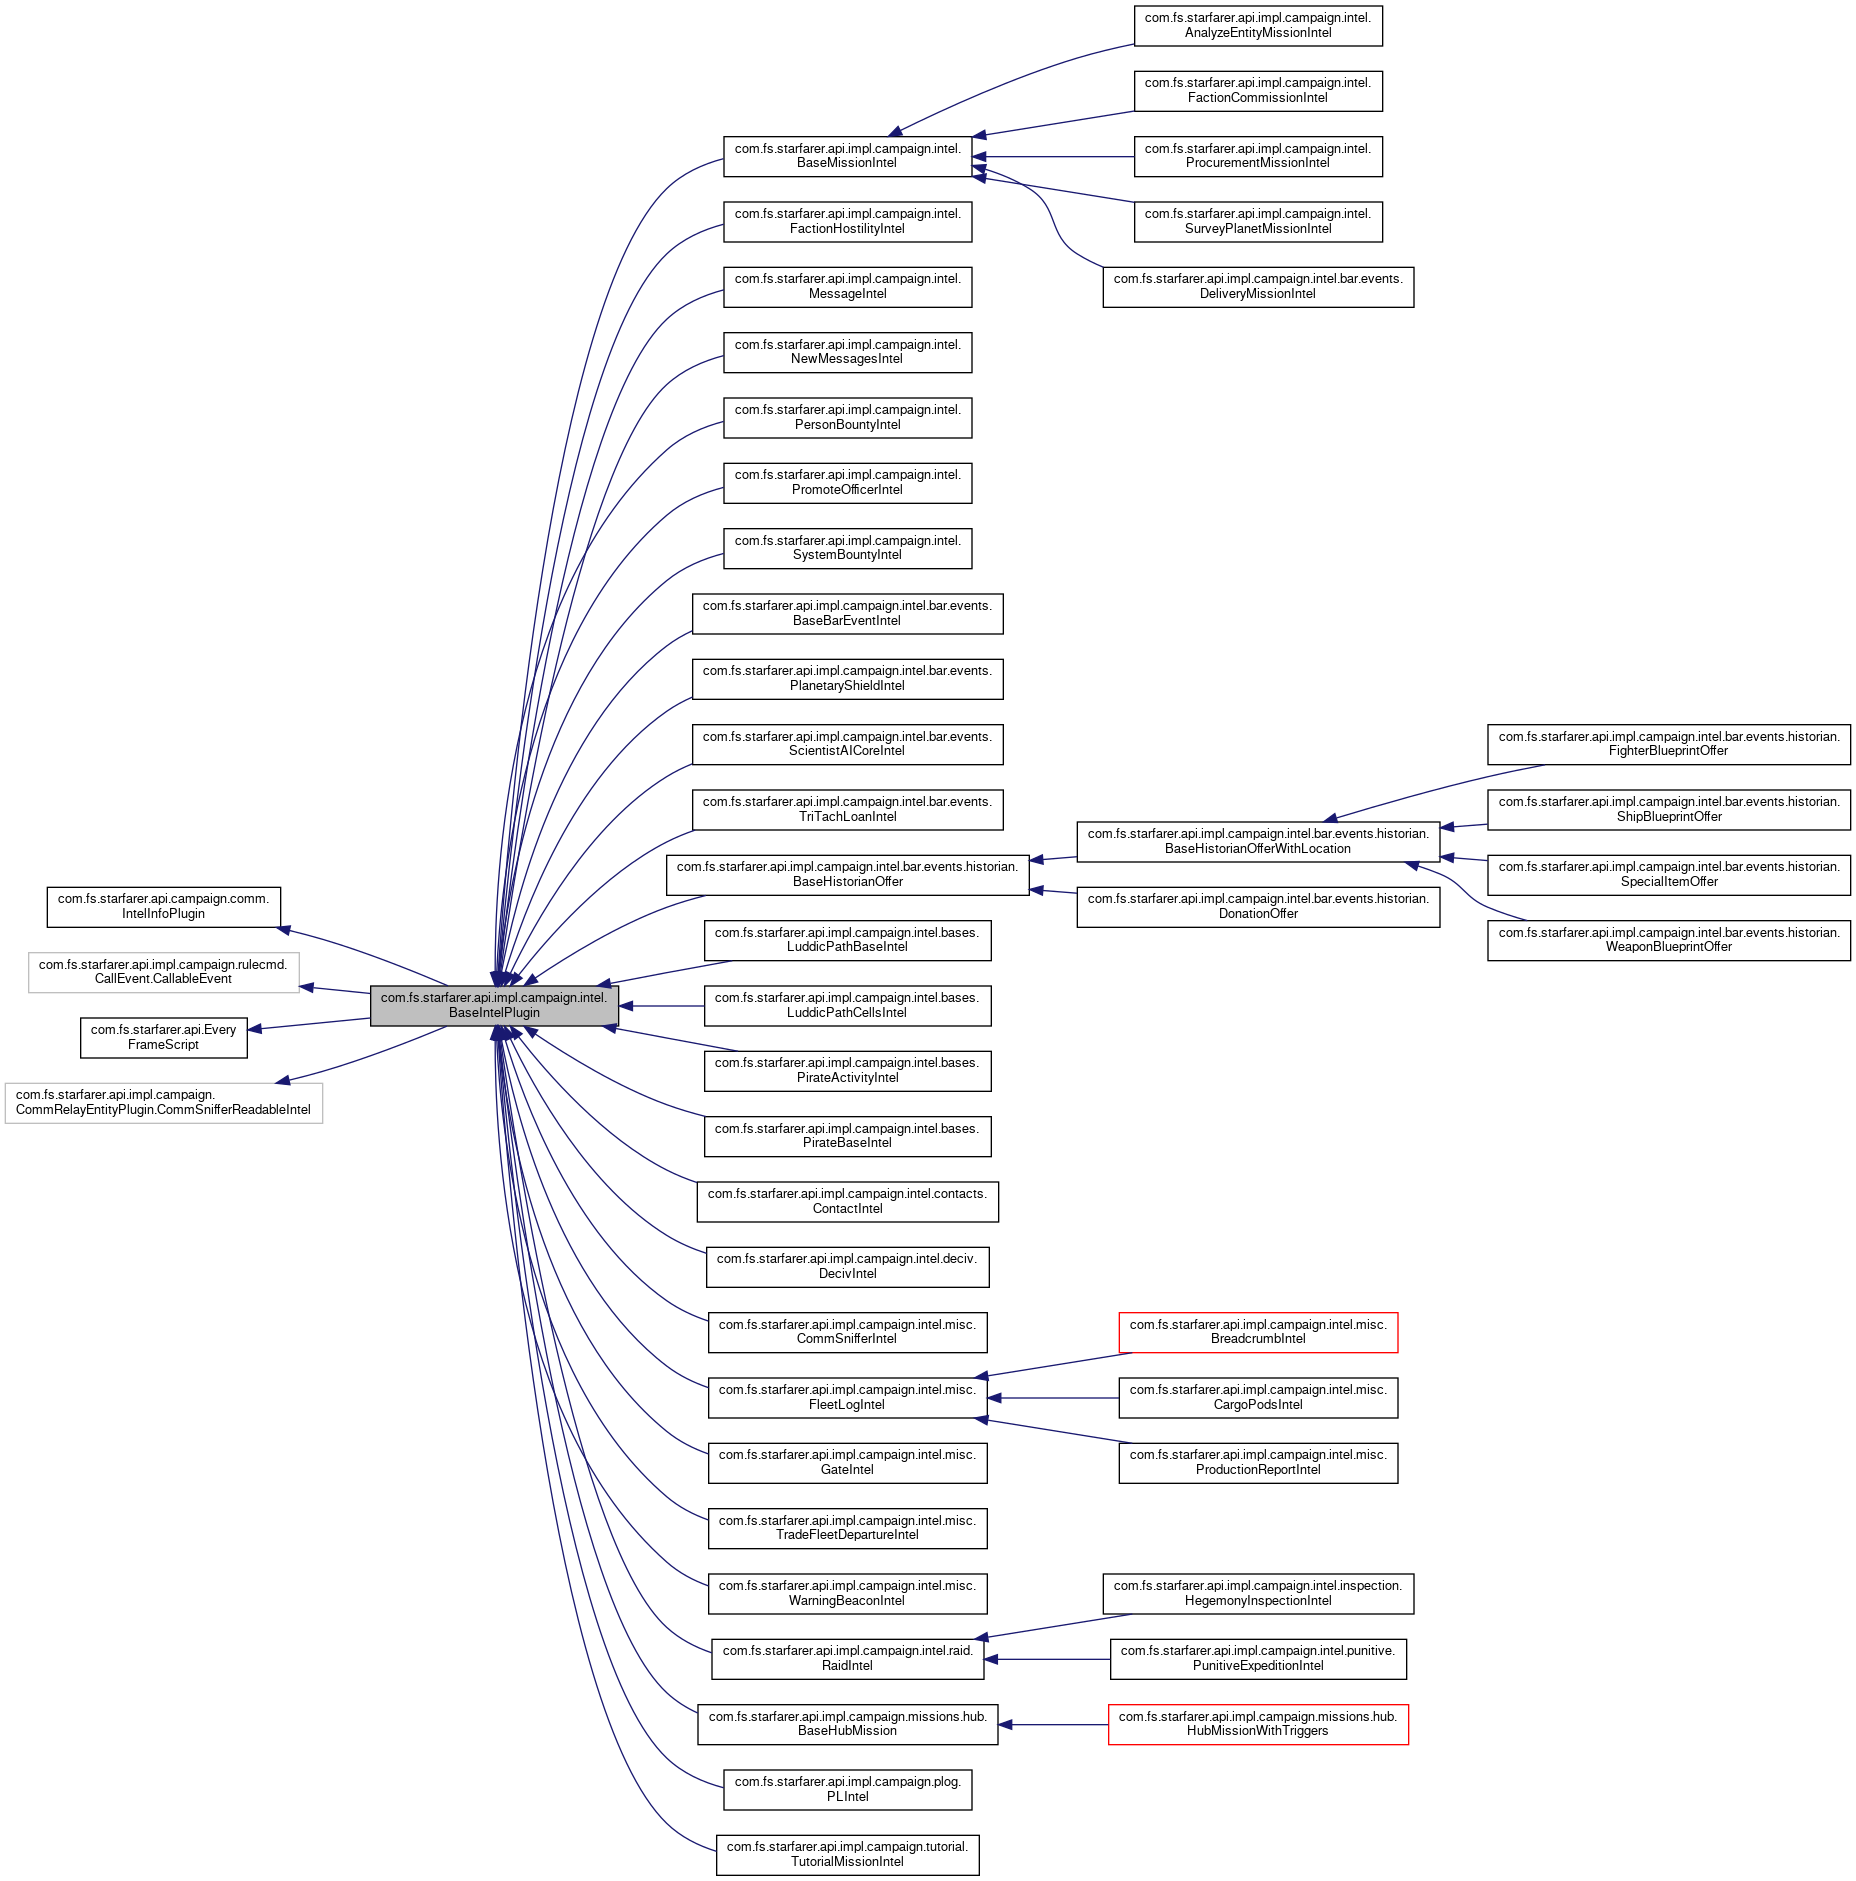 com.fs.starfarer.api.campaign.comm.
IntelInfoPlugin
com.fs.starfarer.api.impl.campaign.rulecmd.
CallEvent.CallableEvent
com.fs.starfarer.api.Every
FrameScript
com.fs.starfarer.api.impl.campaign.
CommRelayEntityPlugin.CommSnifferReadableIntel
com.fs.starfarer.api.impl.campaign.intel.
BaseIntelPlugin
com.fs.starfarer.api.impl.campaign.intel.
BaseMissionIntel
com.fs.starfarer.api.impl.campaign.intel.
FactionHostilityIntel
com.fs.starfarer.api.impl.campaign.intel.
MessageIntel
com.fs.starfarer.api.impl.campaign.intel.
NewMessagesIntel
com.fs.starfarer.api.impl.campaign.intel.
PersonBountyIntel
com.fs.starfarer.api.impl.campaign.intel.
PromoteOfficerIntel
com.fs.starfarer.api.impl.campaign.intel.
SystemBountyIntel
com.fs.starfarer.api.impl.campaign.intel.bar.events.
BaseBarEventIntel
com.fs.starfarer.api.impl.campaign.intel.bar.events.
PlanetaryShieldIntel
com.fs.starfarer.api.impl.campaign.intel.bar.events.
ScientistAICoreIntel
com.fs.starfarer.api.impl.campaign.intel.bar.events.
TriTachLoanIntel
com.fs.starfarer.api.impl.campaign.intel.bar.events.historian.
BaseHistorianOffer
com.fs.starfarer.api.impl.campaign.intel.bases.
LuddicPathBaseIntel
com.fs.starfarer.api.impl.campaign.intel.bases.
LuddicPathCellsIntel
com.fs.starfarer.api.impl.campaign.intel.bases.
PirateActivityIntel
com.fs.starfarer.api.impl.campaign.intel.bases.
PirateBaseIntel
com.fs.starfarer.api.impl.campaign.intel.contacts.
ContactIntel
com.fs.starfarer.api.impl.campaign.intel.deciv.
DecivIntel
com.fs.starfarer.api.impl.campaign.intel.misc.
CommSnifferIntel
com.fs.starfarer.api.impl.campaign.intel.misc.
FleetLogIntel
com.fs.starfarer.api.impl.campaign.intel.misc.
GateIntel
com.fs.starfarer.api.impl.campaign.intel.misc.
TradeFleetDepartureIntel
com.fs.starfarer.api.impl.campaign.intel.misc.
WarningBeaconIntel
com.fs.starfarer.api.impl.campaign.intel.raid.
RaidIntel
com.fs.starfarer.api.impl.campaign.missions.hub.
BaseHubMission
com.fs.starfarer.api.impl.campaign.plog.
PLIntel
com.fs.starfarer.api.impl.campaign.tutorial.
TutorialMissionIntel
com.fs.starfarer.api.impl.campaign.intel.
AnalyzeEntityMissionIntel
com.fs.starfarer.api.impl.campaign.intel.
FactionCommissionIntel
com.fs.starfarer.api.impl.campaign.intel.
ProcurementMissionIntel
com.fs.starfarer.api.impl.campaign.intel.
SurveyPlanetMissionIntel
com.fs.starfarer.api.impl.campaign.intel.bar.events.
DeliveryMissionIntel
com.fs.starfarer.api.impl.campaign.intel.bar.events.historian.
BaseHistorianOfferWithLocation
com.fs.starfarer.api.impl.campaign.intel.bar.events.historian.
DonationOffer
com.fs.starfarer.api.impl.campaign.intel.misc.
BreadcrumbIntel
com.fs.starfarer.api.impl.campaign.intel.misc.
CargoPodsIntel
com.fs.starfarer.api.impl.campaign.intel.misc.
ProductionReportIntel
com.fs.starfarer.api.impl.campaign.intel.inspection.
HegemonyInspectionIntel
com.fs.starfarer.api.impl.campaign.intel.punitive.
PunitiveExpeditionIntel
com.fs.starfarer.api.impl.campaign.missions.hub.
HubMissionWithTriggers
com.fs.starfarer.api.impl.campaign.intel.bar.events.historian.
FighterBlueprintOffer
com.fs.starfarer.api.impl.campaign.intel.bar.events.historian.
ShipBlueprintOffer
com.fs.starfarer.api.impl.campaign.intel.bar.events.historian.
SpecialItemOffer
com.fs.starfarer.api.impl.campaign.intel.bar.events.historian.
WeaponBlueprintOffer